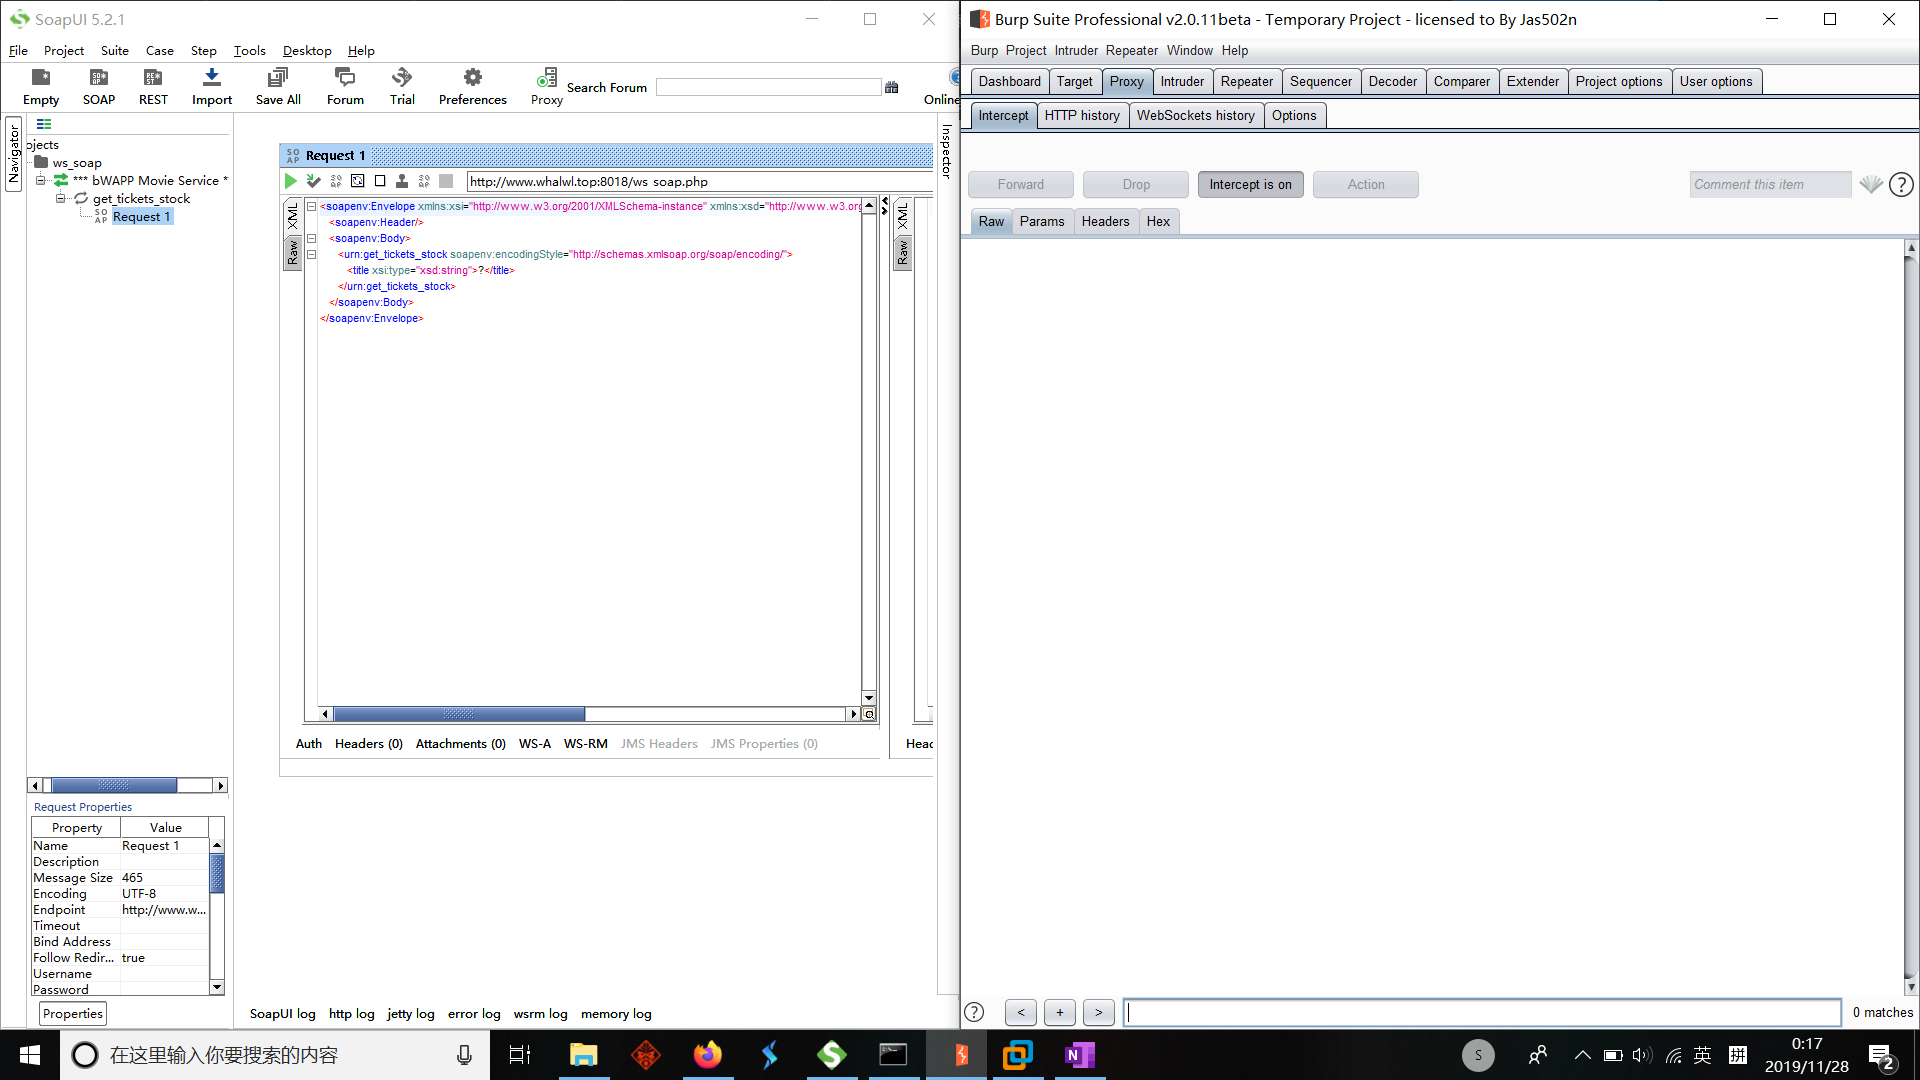 SoapUI 5.2.1
File Project Suite Case Step Tools Desktop Help
Empty SOAP REST Import Save All Forum Trial Preferences Proxy Search Forum Online
Navigator
ojects
ws_soap
*** bWAPP Movie Service *
get_tickets_stock
SO AP Request 1
SO AP Request 1
http://www.whalwl.top:8018/ws_soap.php
XML
Raw
<soapenv:Envelope xmlns:xsi="http://www.w3.org/2001/XMLSchema-instance" xmlns:xsd="http://www.w3.org
<soapenv:Header/>
<soapenv:Body>
<urn:get_tickets_stock soapenv:encodingStyle="http://schemas.xmlsoap.org/soap/encoding/">
<title xsi:type="xsd:string">?</title>
</urn:get_tickets_stock>
</soapenv:Body>
</soapenv:Envelope>
XML
Raw
Inspector
Auth Headers (0) Attachments (0) WS-A WS-RM JMS Headers JMS Properties (0) Head
Request Properties
Property Value
Name Request 1
Description
Message Size 465
Encoding UTF-8
Endpoint http://www.w...
Timeout
Bind Address
Follow Redir... true
Username
Password
Properties
SoapUI log http log jetty log error log wsrm log memory log
Burp Suite Professional v2.0.11beta - Temporary Project - licensed to By Jas502n
Burp Project Intruder Repeater Window Help
Dashboard Target Proxy Intruder Repeater Sequencer Decoder Comparer Extender Project options User options
Intercept HTTP history WebSockets history Options
Forward Drop Intercept is on Action Comment this item ?
Raw Params Headers Hex
? < + > 0 matches
在这里输入你要搜索的内容
S
英
拼
0:17
2019/11/28
2